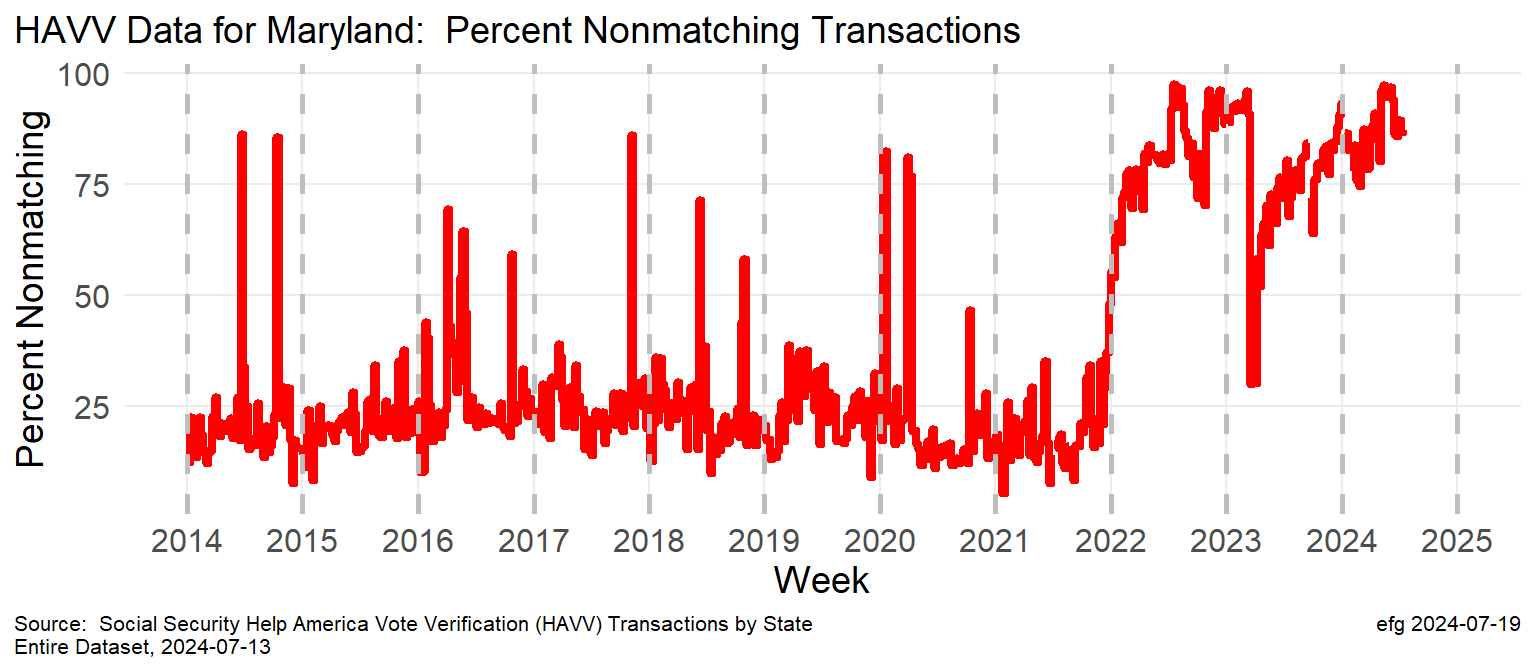 HAVV Data for Maryland:  Percent Nonmatching Transactions
Percent Nonmatching
100
75
50
25
2014 2015 2016 2017 2018 2019 2020 2021 2022 2023 2024 2025
Week
Source:  Social Security Help America Vote Verification (HAVV) Transactions by State
Entire Dataset, 2024-07-13
efg 2024-07-19